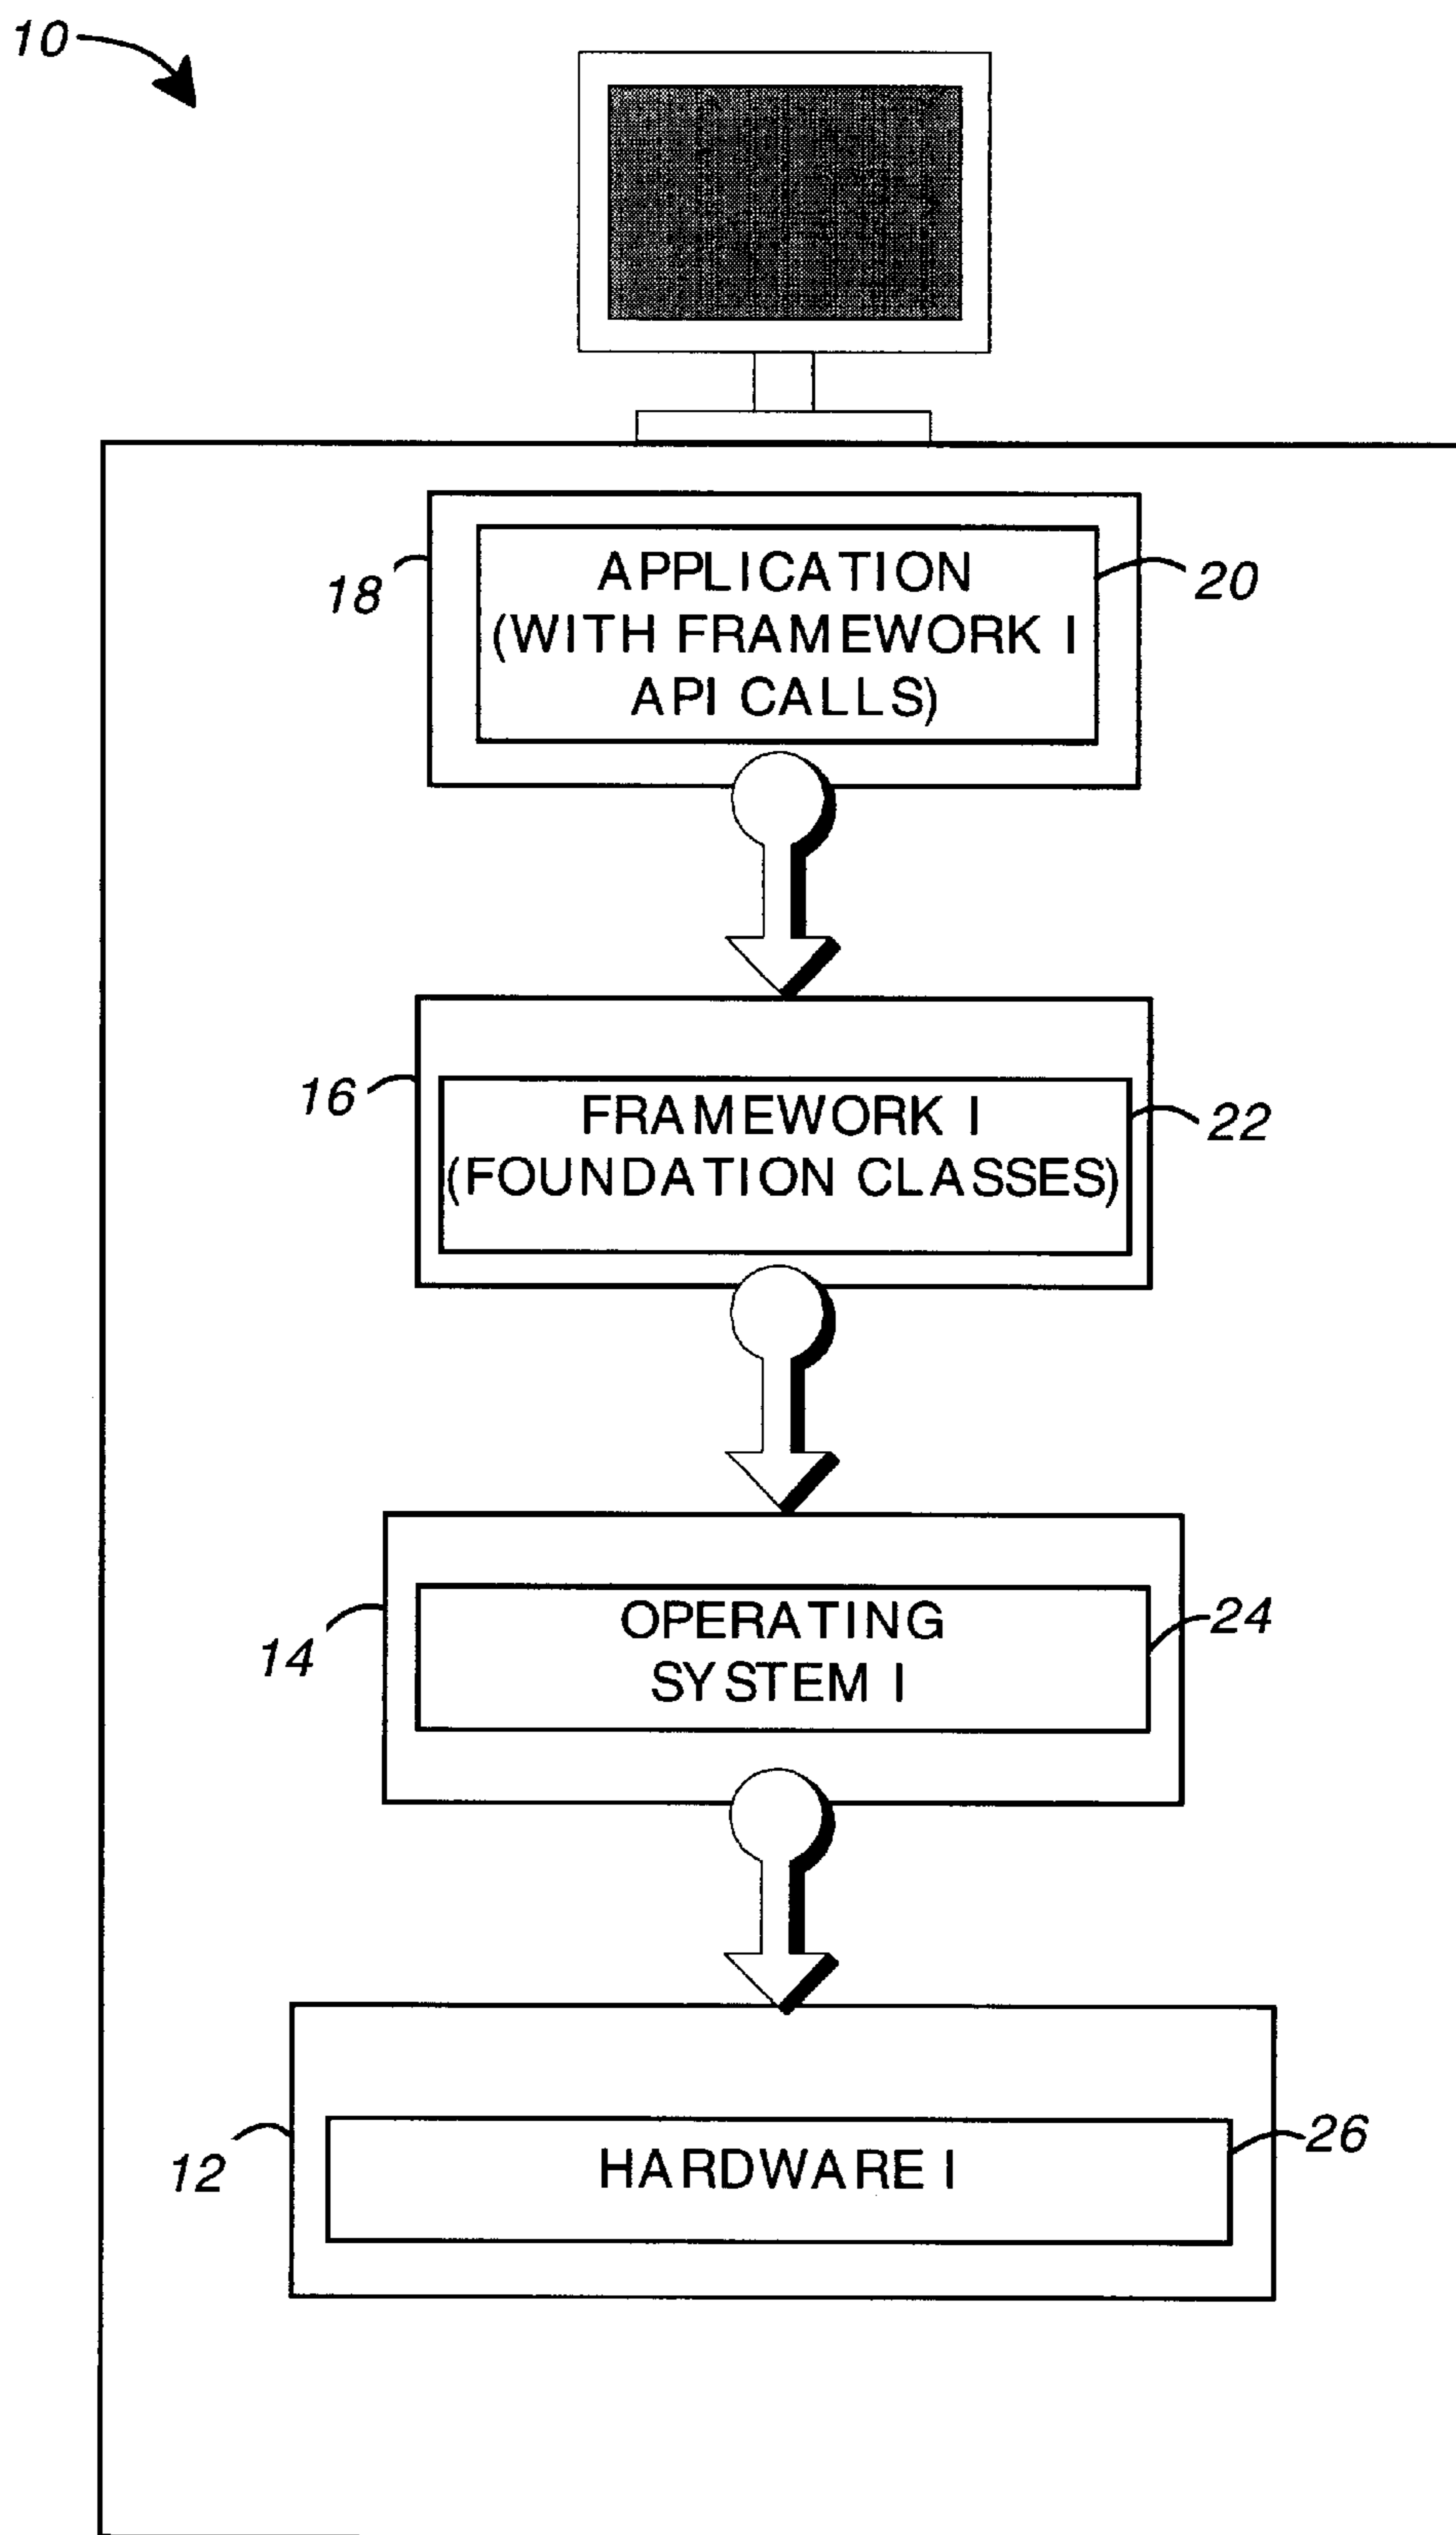 10
APPLICATION
(WITH FRAMEWORK I
API CALLS)
18
20
FRAMEWORK I
(FOUNDATION CLASSES)
16
22
OPERATING
SYSTEM I
14
24
HARDWARE I
12
26